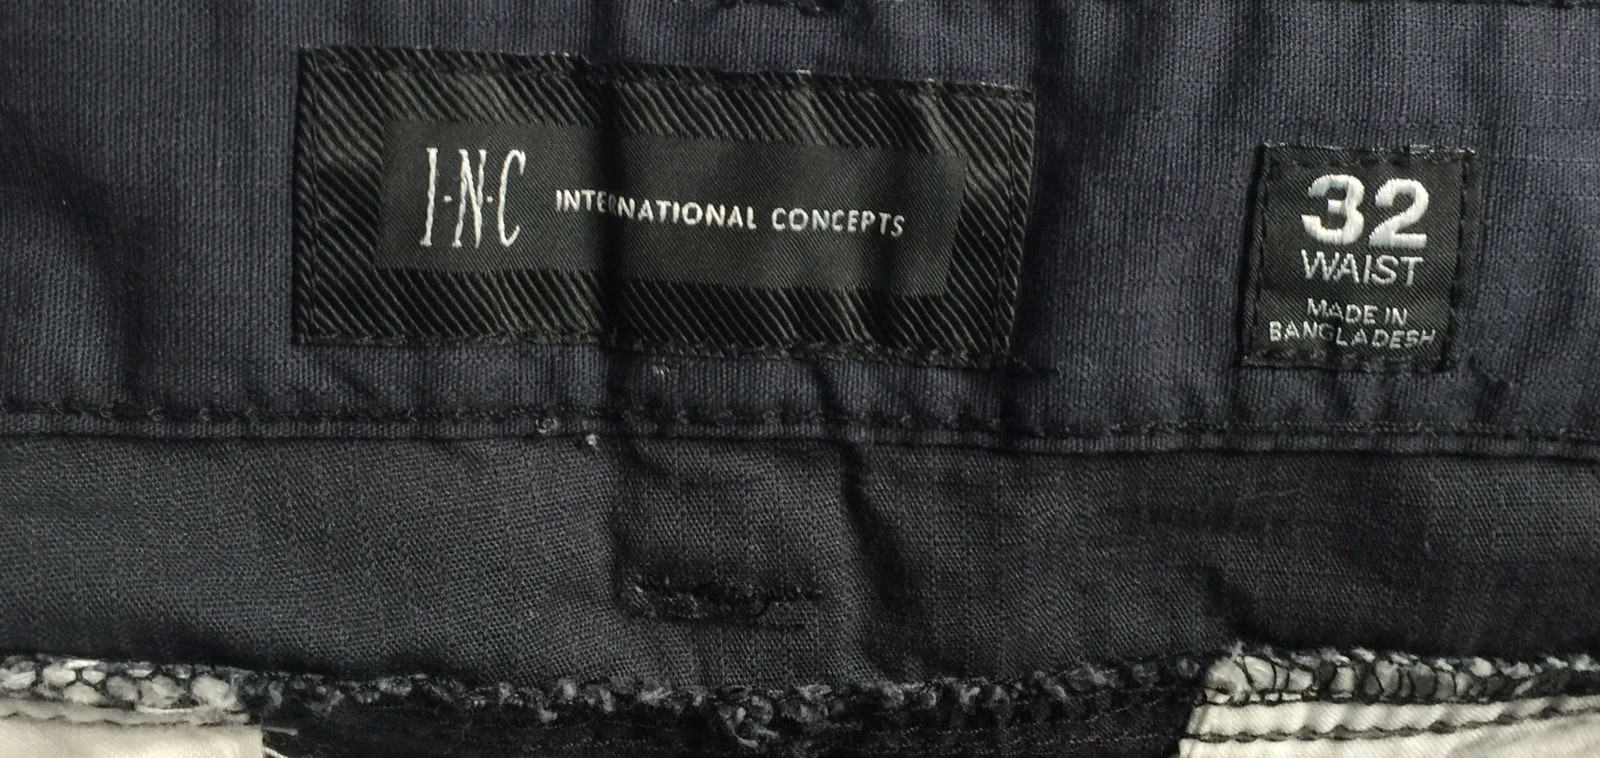 I·N·C INTERNATIONAL CONCEPTS
32
WAIST
MADE IN
BANGLADESH